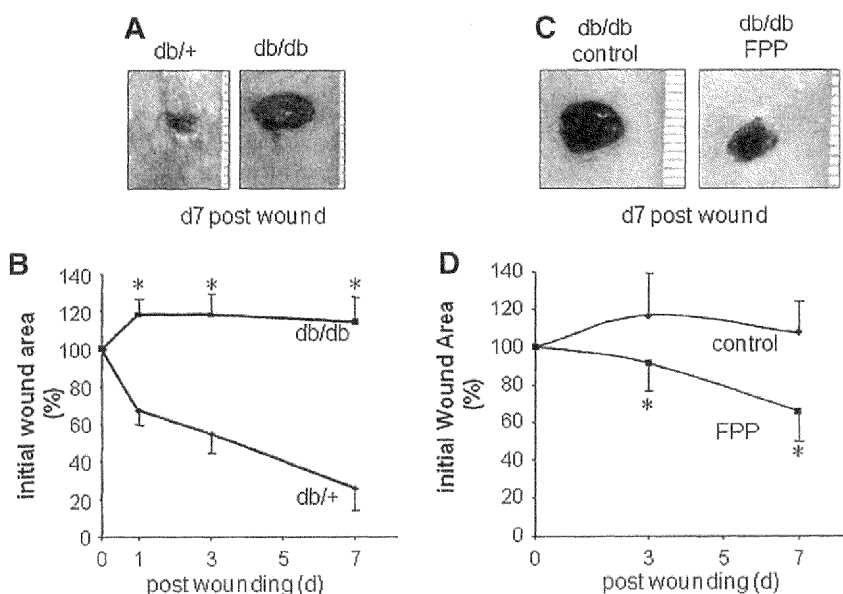 A
db/+
db/db
d7 post wound
B
140
120
100
80
60
40
20
0
initial wound area
(%)
*
*
*
db/db
db/+
0
1
3
5
7
post wounding (d)
C
db/db
control
db/db
FPP
d7 post wound
D
140
120
100
80
60
40
20
0
initial Wound Area
(%)
control
FPP
*
*
0
3
5
7
post wounding (d)